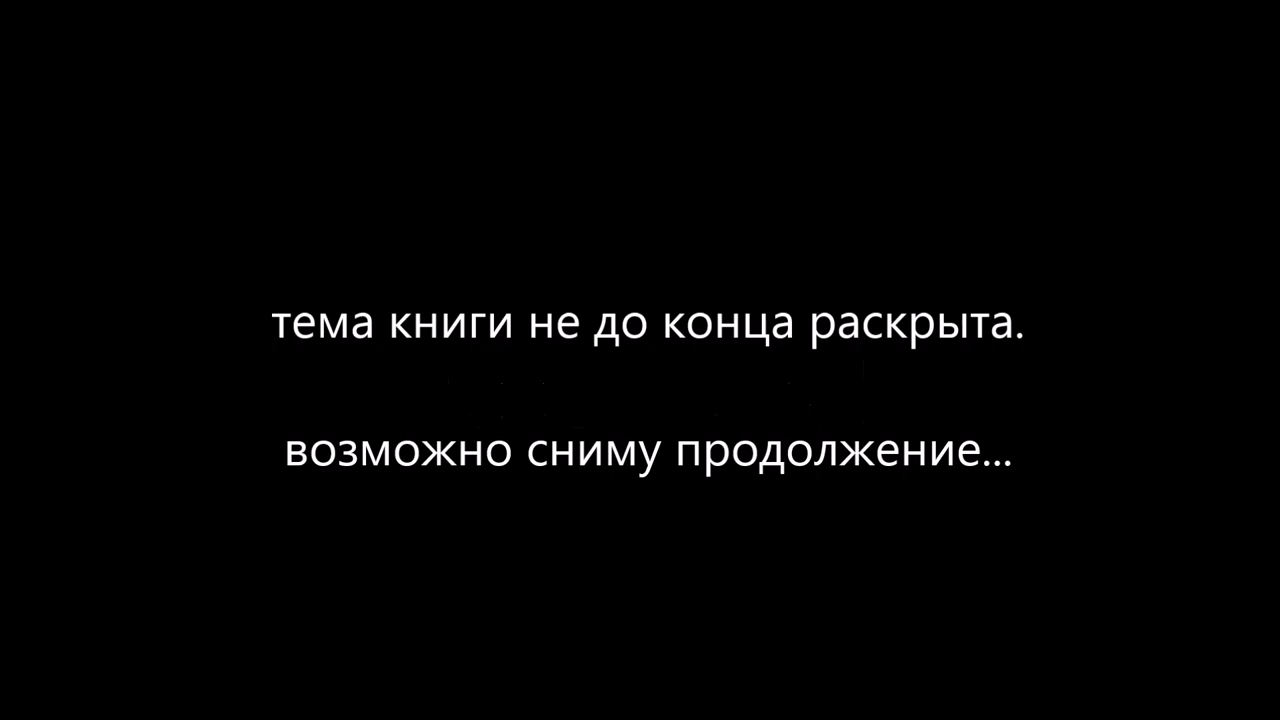 тема книги не до конца раскрыта.
возможно сниму продолжение...